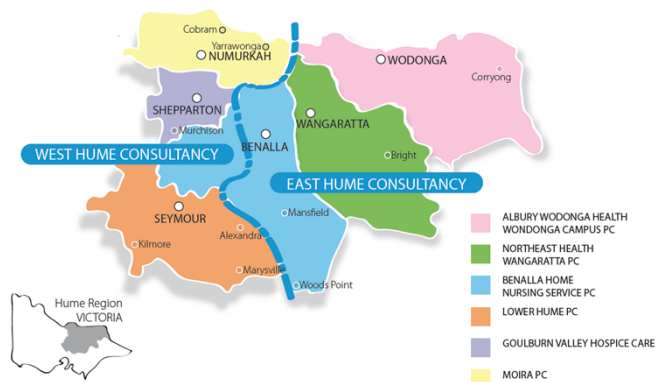 Cobram
Yarrawonga
NUMURKAH
WODONGA
Corryong
SHEPPARTON
Murchison
WANGARATTA
BENALLA
WEST HUME CONSULTANCY
Bright
EAST HUME CONSULTANCY
SEYMOUR
Mansfield
Alexandra
Kilmore
Marysville
Woods Point
ALBURY WODONGA HEALTH
WONDONGA CAMPUS PC
NORTHEAST HEALTH
WANGARATTA PC
BENALLA HOME
NURSING SERVICE PC
LOWER HUME PC
GOULBURN VALLEY HOSPICE CARE
MOIRA PC
Hume Region
VICTORIA